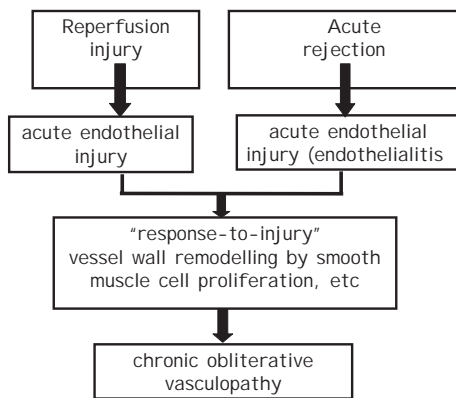 Reperfusion
injury
Acute
rejection
acute endothelial
injury
acute endothelial
injury (endothelialitis
"response-to-injury"
vessel wall remodelling by smooth
muscle cell proliferation, etc
chronic obliterative
vasculopathy